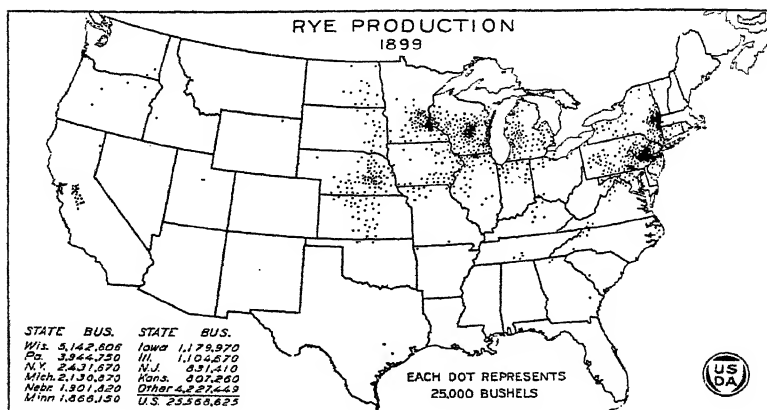 RYE PRODUCTION
1899
STATE BUS. STATE BUS.
Wis. 5,142,606 Iowa 1,179,970
Pa. 3,944,750 Ill. 1,104,670
N.Y. 2,431,670 N.J. 831,410
Mich. 2,130,870 Kans. 807,260
Nebr. 1,901,820 Other 4,227,449
Minn 1,866,150 U.S. 25,568,625
EACH DOT REPRESENTS
25,000 BUSHELS
US
DA